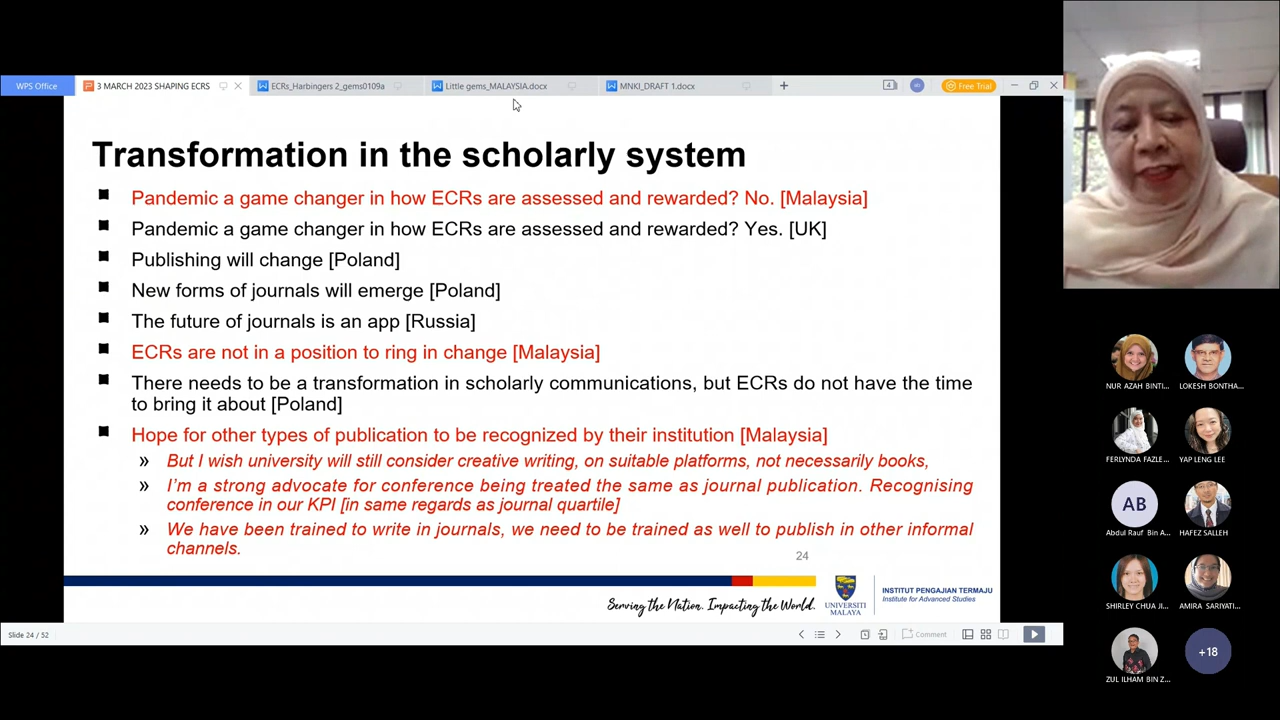 WPS Office
3 MARCH 2023 SHAPING ECRS
ECRs_Harbingers 2_gems0109a
Little gems_MALAYSIA.docx
MNKI_DRAFT 1.docx
Free Trial
Transformation in the scholarly system
Pandemic a game changer in how ECRs are assessed and rewarded? No. [Malaysia]
Pandemic a game changer in how ECRs are assessed and rewarded? Yes. [UK]
Publishing will change [Poland]
New forms of journals will emerge [Poland]
The future of journals is an app [Russia]
ECRs are not in a position to ring in change [Malaysia]
There needs to be a transformation in scholarly communications, but ECRs do not have the time
to bring it about [Poland]
Hope for other types of publication to be recognized by their institution [Malaysia]
» But I wish university will still consider creative writing, on suitable platforms, not necessarily books,
» I'm a strong advocate for conference being treated the same as journal publication. Recognising
conference in our KPI [in same regards as journal quartile]
» We have been trained to write in journals, we need to be trained as well to publish in other informal
channels.
24
Serving the Nation. Impacting the World.
UNIVERSITI
MALAYA
INSTITUT PENGAJIAN TERMAJU
Institute for Advanced Studies
Slide 24 / 52
Comment
NUR AZAH BINTI...
LOKESH BONTHA...
FERLYNDA FAZLE...
YAP LENG LEE
AB
Abdul Rauf Bin A...
HAFEZ SALLEH
SHIRLEY CHUA JI...
AMIRA SARIYATI...
ZUL ILHAM BIN Z...
+18